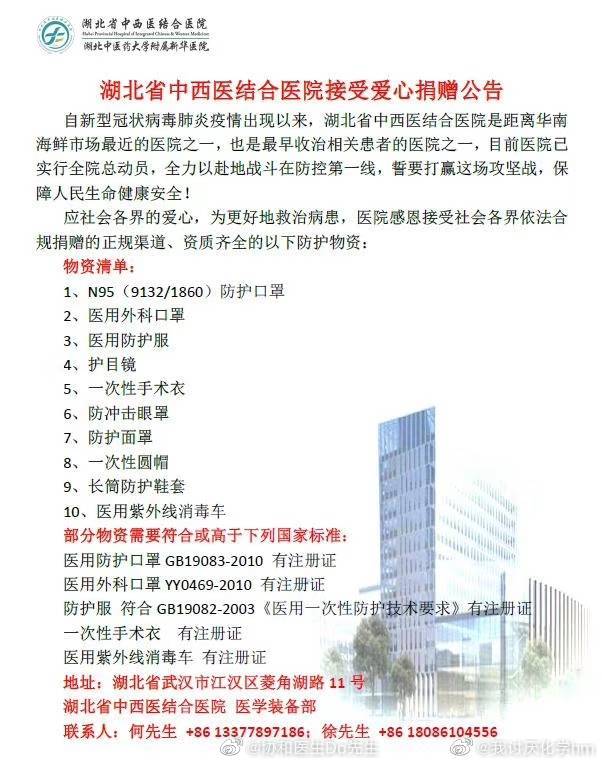 湖北省中西医结合医院
Hubei Provincial Hospital of Integrated Chinese & Western Medicine
湖北中医药大学附属新华医院
湖北省中西医结合医院接受爱心捐赠公告
自新型冠状病毒肺炎疫情出现以来，湖北省中西医结合医院是距离华南
海鲜市场最近的医院之一，也是最早收治相关患者的医院之一，目前医院已
实行全院总动员，全力以赴地战斗在防控第一线，誓要打赢这场攻坚战，保
障人民生命健康安全！
应社会各界的爱心，为更好地救治病患，医院感恩接受社会各界依法合
规捐赠的正规渠道、资质齐全的以下防护物资：
物资清单：
1、N95（9132/1860）防护口罩
2、医用外科口罩
3、医用防护服
4、护目镜
5、一次性手术衣
6、防冲击眼罩
7、防护面罩
8、一次性圆帽
9、长筒防护鞋套
10、医用紫外线消毒车
部分物资需要符合或高于下列国家标准：
医用防护口罩 GB19083-2010 有注册证
医用外科口罩 YY0469-2010 有注册证
防护服 符合 GB19082-2003《医用一次性防护技术要求》有注册证
一次性手术衣 有注册证
医用紫外线消毒车 有注册证
地址：湖北省武汉市江汉区菱角湖路 11 号
湖北省中西医结合医院 医学装备部
联系人：何先生 +86 13377897186；徐先生 +86 18086104556
@协和医生Do先生
@我讨厌化学hm